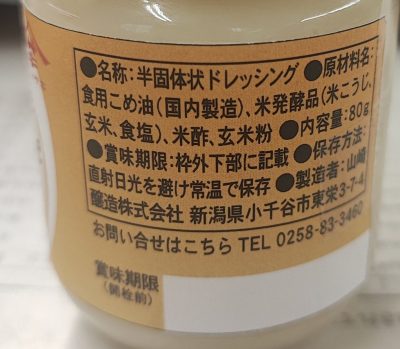 ●名称：半固体状ドレッシング ●原材料名：
食用こめ油（国内製造）、米発酵品（米こうじ、
玄米、食塩）、米酢、玄米粉 ●内容量：80g
●賞味期限：枠外下部に記載 ●保存方法：
直射日光を避け常温で保存 ●製造者：山崎
醸造株式会社 新潟県小千谷市東栄3-7-4
お問い合せはこちら TEL 0258-83-3460
賞味期限
（開栓前）